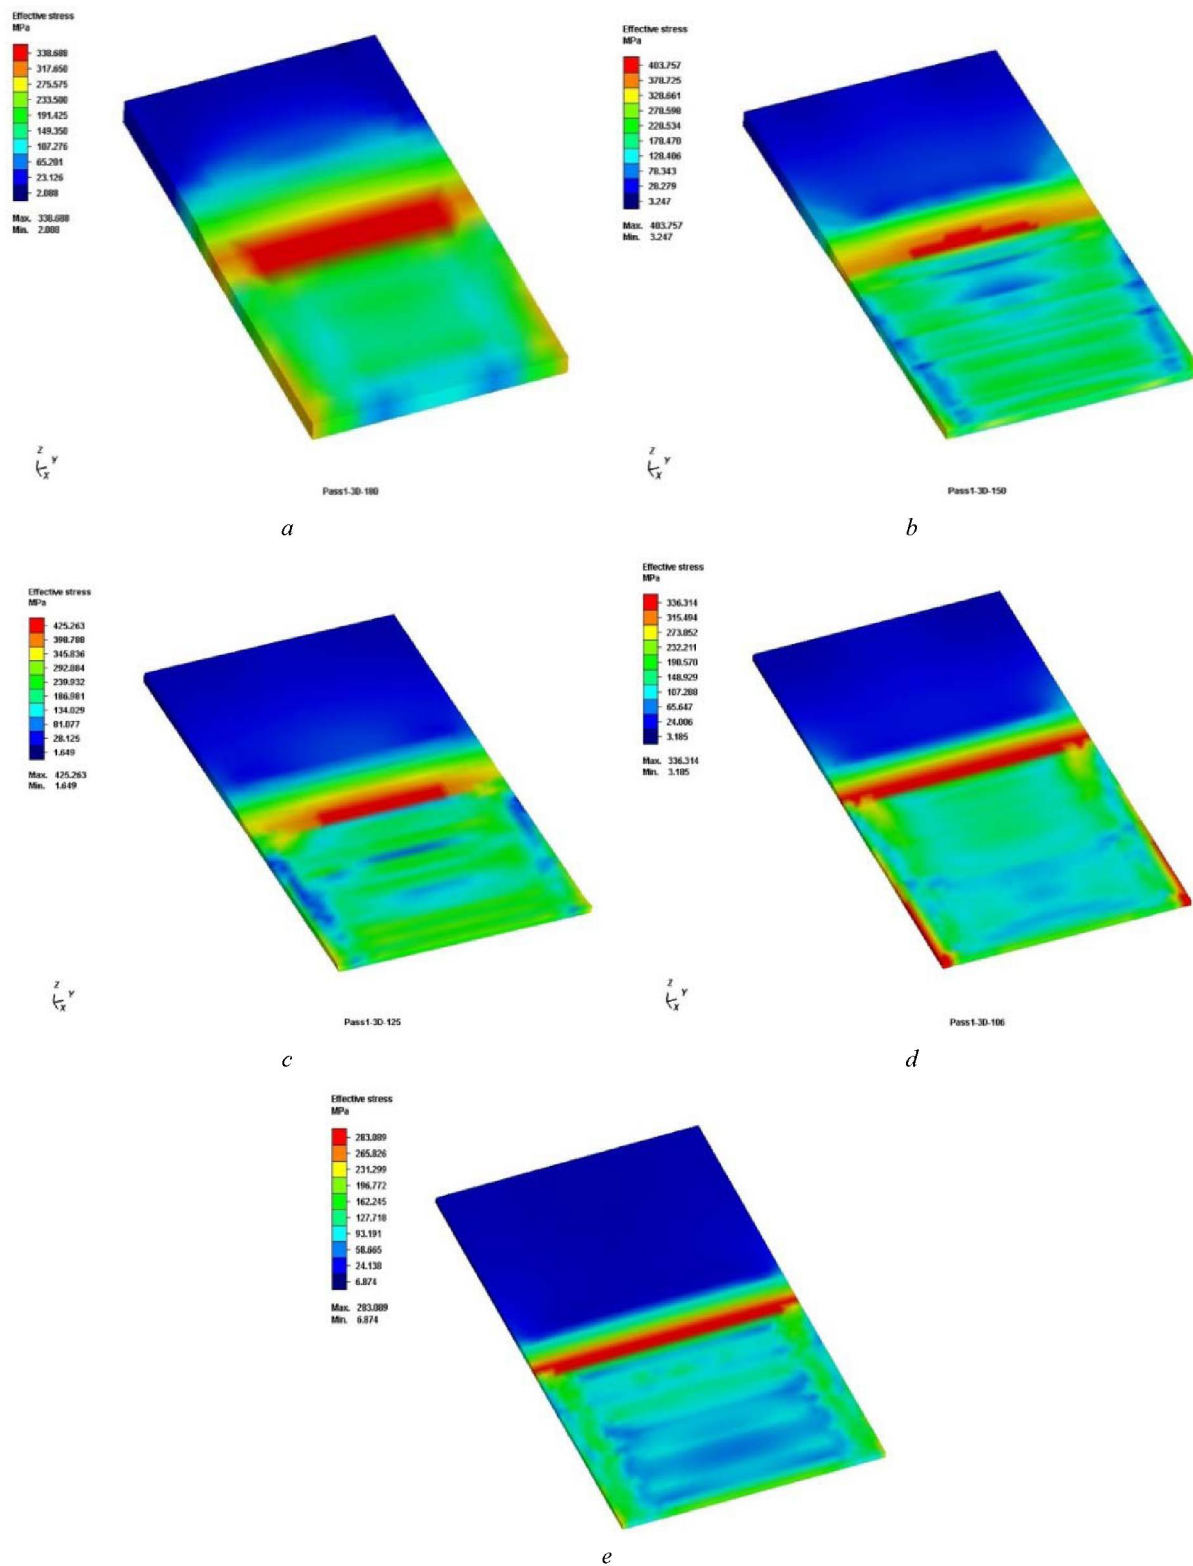 Effective stress
MPa
338.688
317.650
275.575
233.500
191.425
149.350
107.276
65.201
23.126
2.088
Max. 338.688
Min. 2.088
Z
Y
X
Pass1-3D-180
a
Effective stress
MPa
403.757
378.725
328.661
278.598
228.534
178.470
128.406
78.343
28.279
3.247
Max. 403.757
Min. 3.247
Z
Y
X
Pass1-3D-150
b
Effective stress
MPa
425.263
398.788
345.836
292.884
239.932
186.981
134.029
81.077
28.125
1.649
Max. 425.263
Min. 1.649
Z
Y
X
Pass1-3D-125
c
Effective stress
MPa
336.314
315.494
273.852
232.211
190.570
148.929
107.288
65.647
24.006
3.185
Max. 336.314
Min. 3.185
Z
Y
X
Pass1-3D-106
d
Effective stress
MPa
283.089
265.826
231.299
196.772
162.245
127.718
93.191
58.665
24.138
6.874
Max. 283.089
Min. 6.874
e